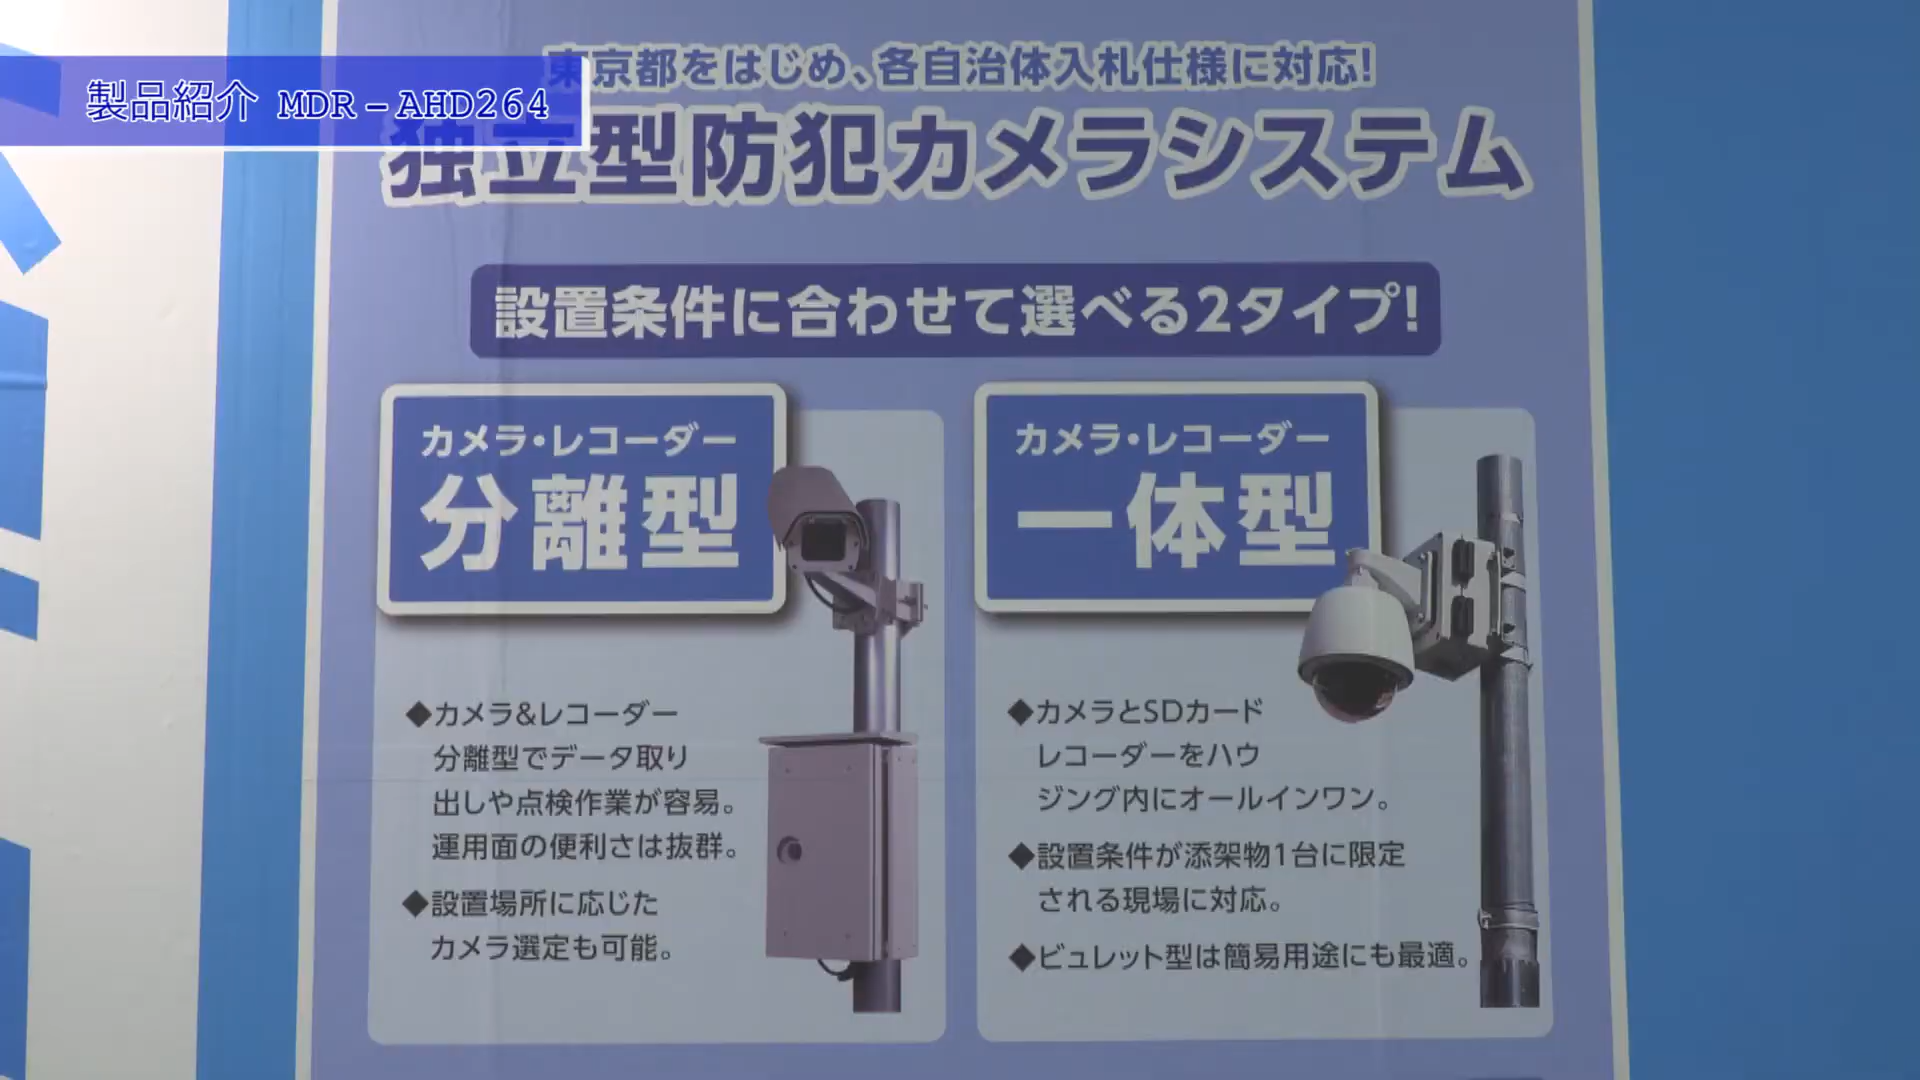 東京都をはじめ、各自治体入札仕様に対応!
製品紹介 MDR-AHD264
独立型防犯カメラシステム
設置条件に合わせて選べる2タイプ!
カメラ・レコーダー
分離型
◆カメラ&レコーダー
分離型でデータ取り
出しや点検作業が容易。
運用面の便利さは抜群。
◆設置場所に応じた
カメラ選定も可能。
カメラ・レコーダー
一体型
◆カメラとSDカード
レコーダーをハウ
ジング内にオールインワン。
◆設置条件が添架物1台に限定
される現場に対応。
◆ビュレット型は簡易用途にも最適。